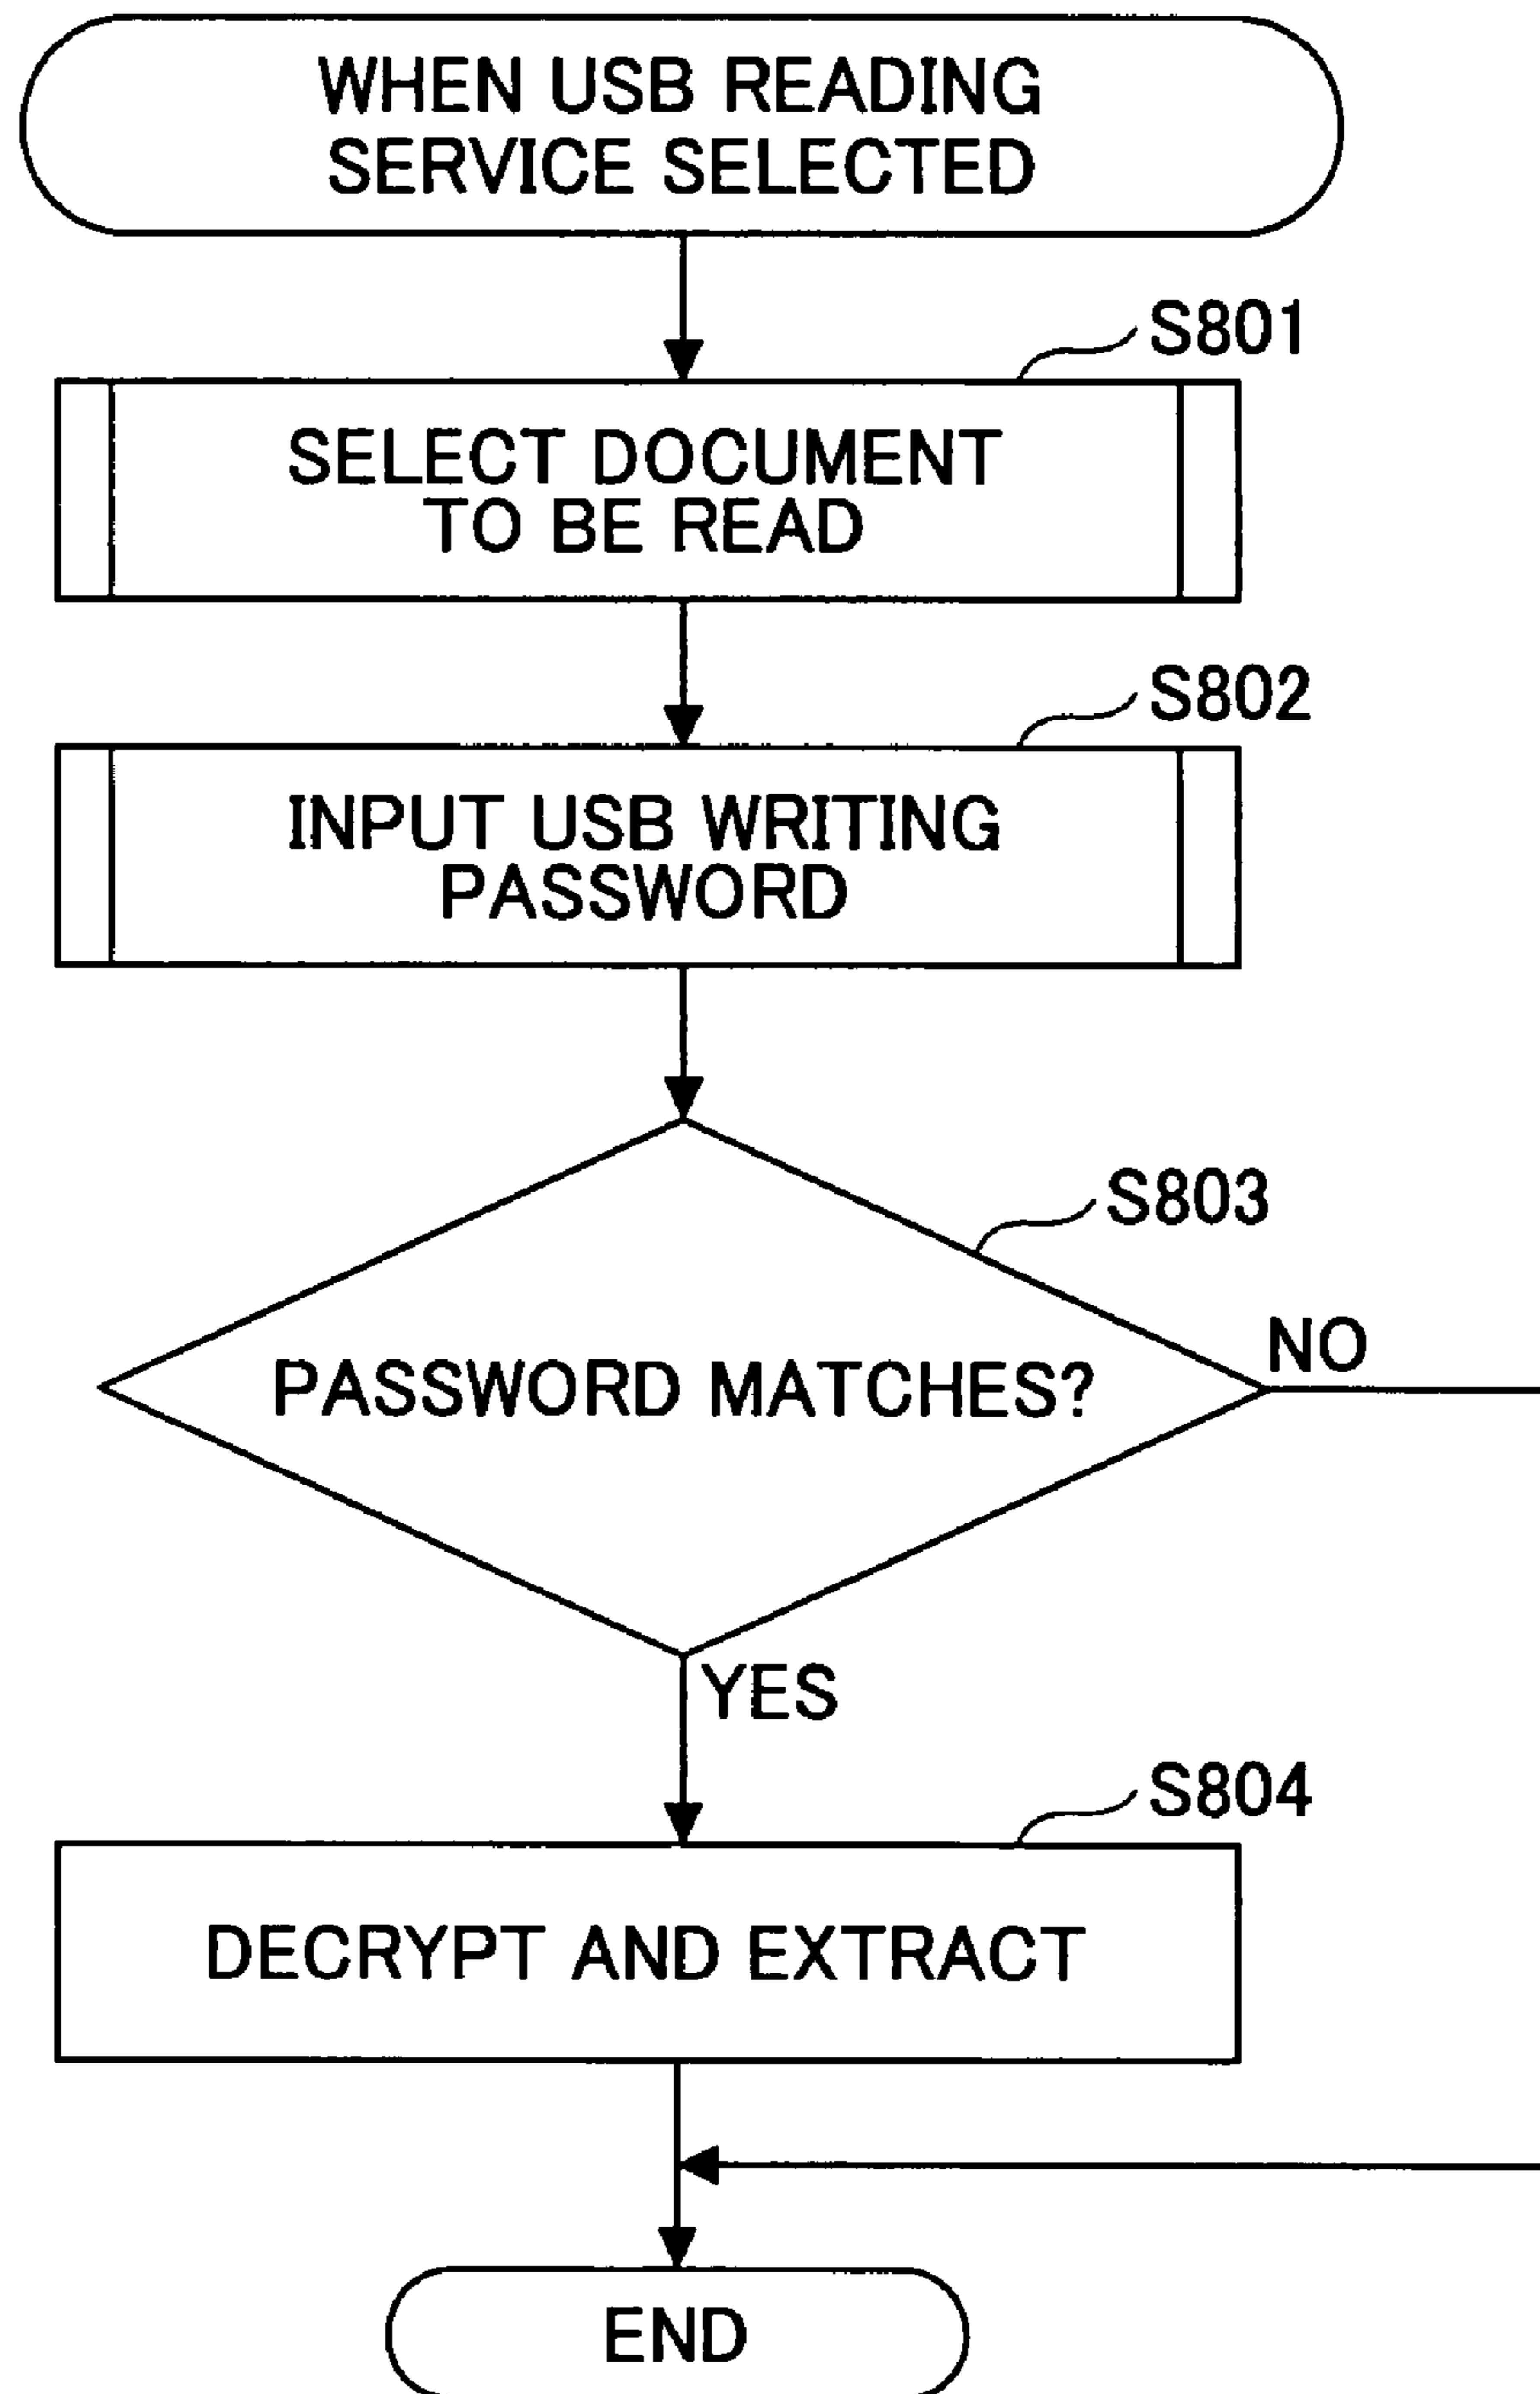 WHEN USB READING
SERVICE SELECTED
S801
SELECT DOCUMENT
TO BE READ
S802
INPUT USB WRITING
PASSWORD
S803
PASSWORD MATCHES?
NO
YES
S804
DECRYPT AND EXTRACT
END